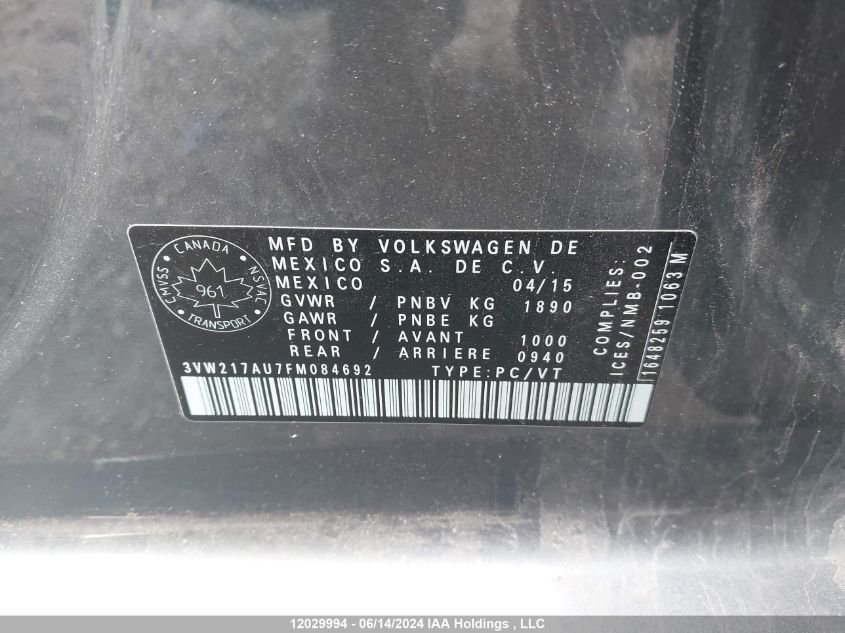 CANADA
CMVSS
NSVAC
961
TRANSPORT
MFD BY VOLKSWAGEN DE
MEXICO S.A. DE C.V.
MEXICO 04/15
GVWR / PNBV KG 1890
GAWR / PNBE KG
FRONT / AVANT 1000
REAR / ARRIERE 0940
3VW217AU7FM084692 TYPE:PC/VT
COMPLIES:
ICES/NMB-002
1648259 1063 M
12029994 - 06/14/2024 IAA Holdings , LLC